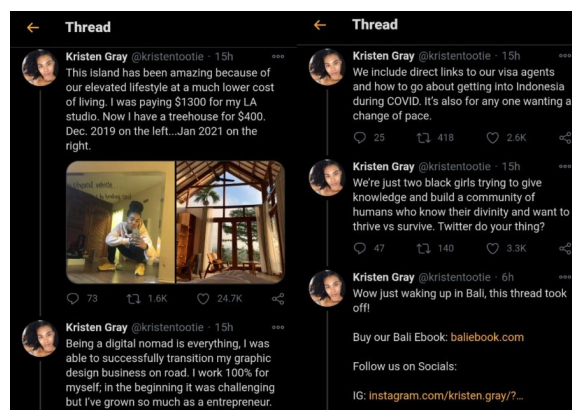 Thread
Kristen Gray @kristentootie · 15h
This island has been amazing because of
our elevated lifestyle at a much lower cost
of living. I was paying $1300 for my LA
studio. Now I have a treehouse for $400.
Dec. 2019 on the left...Jan 2021 on the
right.
73 1.6K 24.7K
Kristen Gray @kristentootie · 15h
Being a digital nomad is everything, I was
able to successfully transition my graphic
design business on road. I work 100% for
myself; in the beginning it was challenging
but I've grown so much as a entrepreneur.
Thread
Kristen Gray @kristentootie · 15h
We include direct links to our visa agents
and how to go about getting into Indonesia
during COVID. It's also for any one wanting a
change of pace.
25 418 2.6K
Kristen Gray @kristentootie · 15h
We're just two black girls trying to give
knowledge and build a community of
humans who know their divinity and want to
thrive vs survive. Twitter do your thing?
47 140 3.3K
Kristen Gray @kristentootie · 6h
Wow just waking up in Bali, this thread took
off!
Buy our Bali Ebook: baliebook.com
Follow us on Socials:
IG: instagram.com/kristen.gray/?...